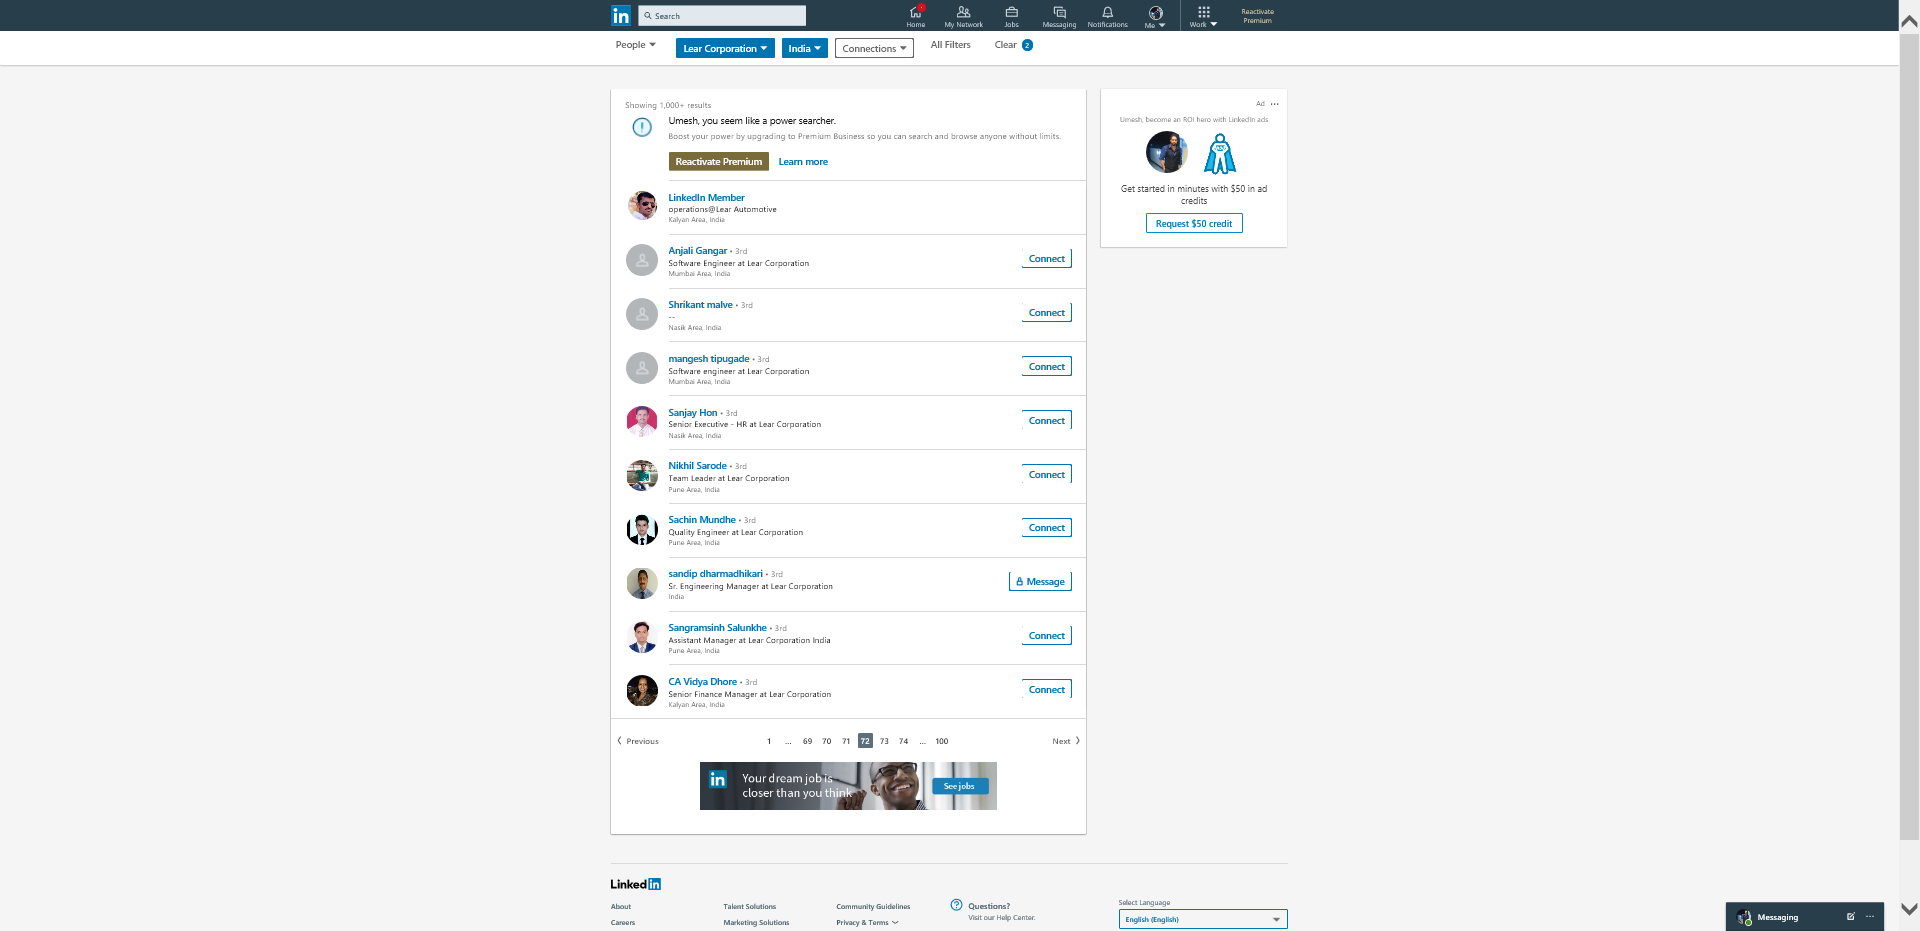 in
Search
Home
My Network
Jobs
Messaging
Notifications
Me
Work
Reactivate
Premium
People
Lear Corporation
India
Connections
All Filters
Clear 2
Showing 1,000+ results
Umesh, you seem like a power searcher.
Boost your power by upgrading to Premium Business so you can search and browse anyone without limits.
Reactivate Premium
Learn more
LinkedIn Member
operations@Lear Automotive
Kalyan Area, India
Anjali Gangar • 3rd
Software Engineer at Lear Corporation
Mumbai Area, India
Connect
Shrikant malve • 3rd
--
Nasik Area, India
Connect
mangesh tipugade • 3rd
Software engineer at Lear Corporation
Mumbai Area, India
Connect
Sanjay Hon • 3rd
Senior Executive - HR at Lear Corporation
Nasik Area, India
Connect
Nikhil Sarode • 3rd
Team Leader at Lear Corporation
Pune Area, India
Connect
Sachin Mundhe • 3rd
Quality Engineer at Lear Corporation
Pune Area, India
Connect
sandip dharmadhikari • 3rd
Sr. Engineering Manager at Lear Corporation
India
Message
Sangramsinh Salunkhe • 3rd
Assistant Manager at Lear Corporation India
Pune Area, India
Connect
CA Vidya Dhore • 3rd
Senior Finance Manager at Lear Corporation
Kalyan Area, India
Connect
Previous
1 ... 69 70 71 72 73 74 ... 100
Next
in
Your dream job is
closer than you think
See jobs
Ad ...
Umesh, become an ROI hero with LinkedIn ads
Get started in minutes with $50 in ad
credits
Request $50 credit
Linked in
About
Talent Solutions
Community Guidelines
Careers
Marketing Solutions
Privacy & Terms
Questions?
Visit our Help Center.
Select Language
English (English)
Messaging